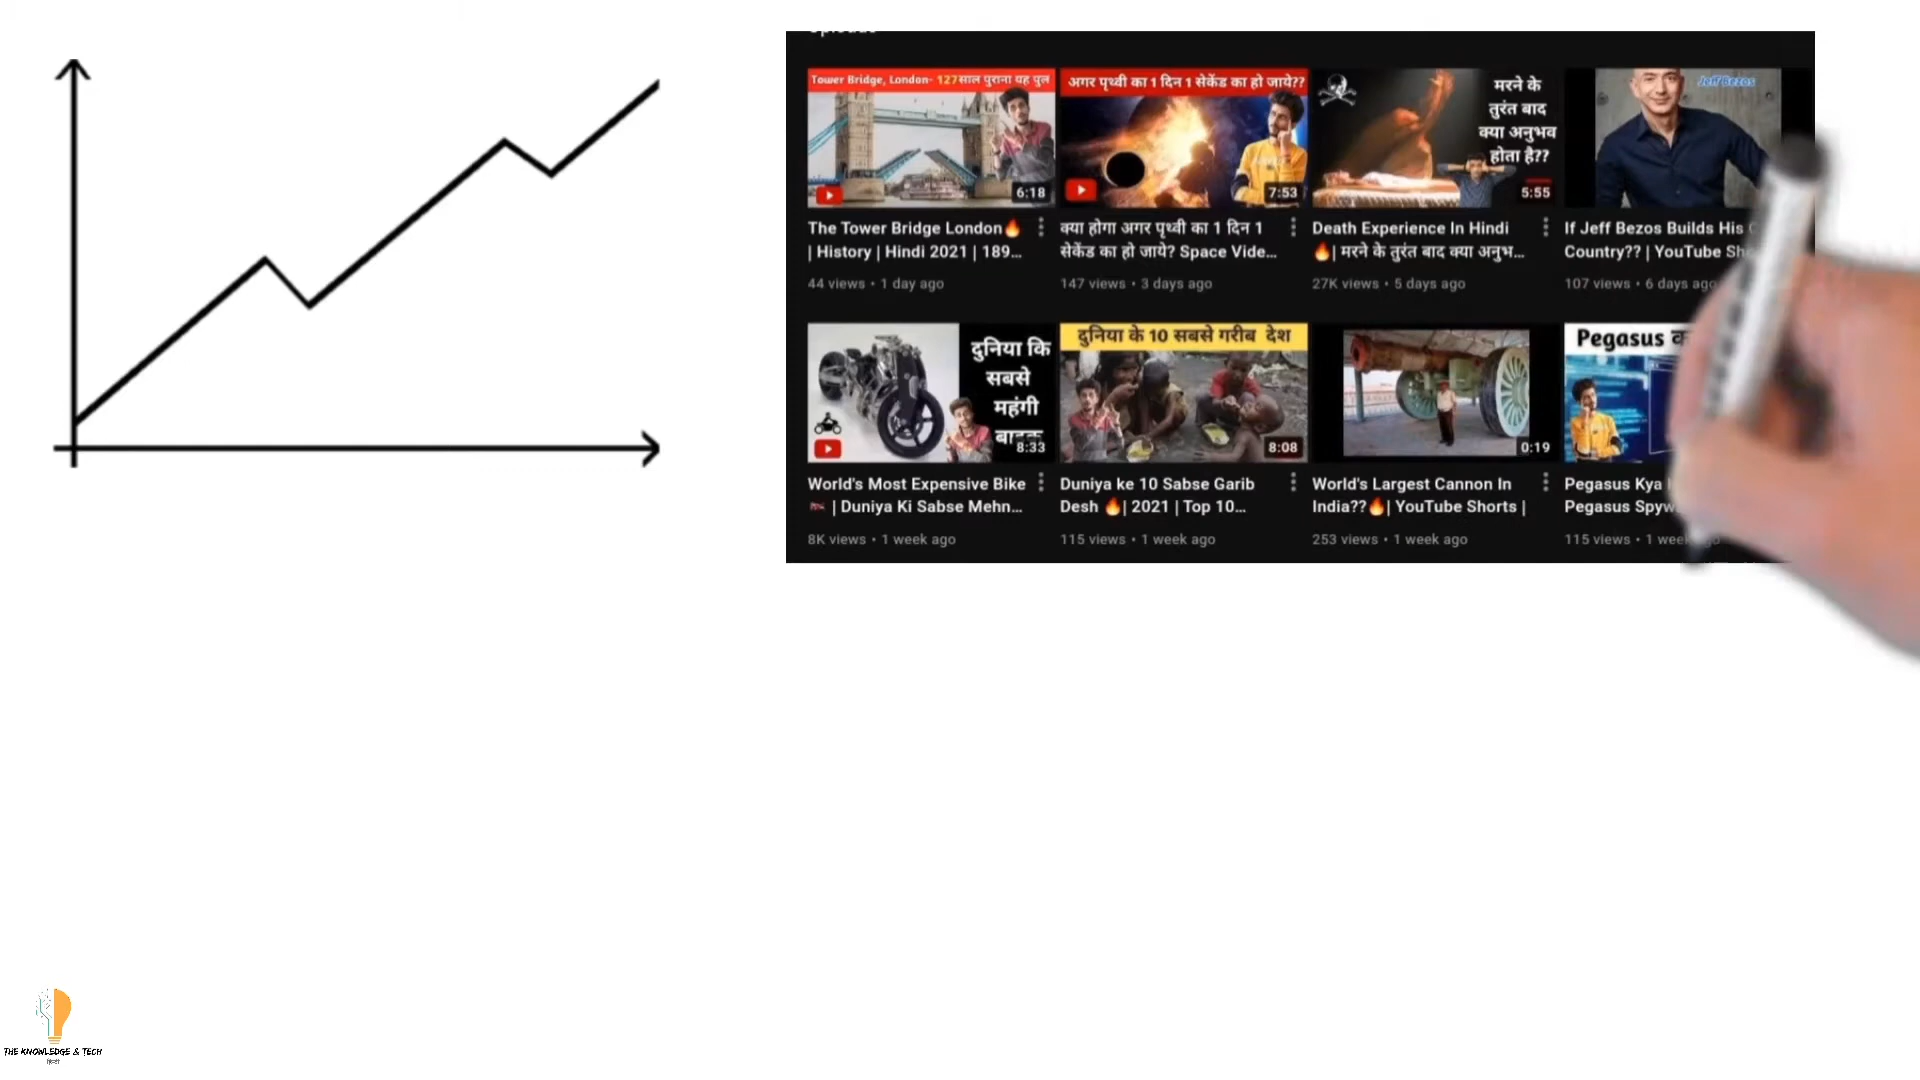 Tower Bridge, London- 127साल पुराना यह पुल
6:18
The Tower Bridge London🔥
| History | Hindi 2021 | 189...
44 views • 1 day ago
अगर पृथ्वी का 1 दिन 1 सेकेंड का हो जाये??
7:53
क्या होगा अगर पृथ्वी का 1 दिन 1
सेकेंड का हो जाये? Space Vide...
147 views • 3 days ago
मरने के
तुरंत बाद
क्या अनुभव
होता है??
5:55
Death Experience In Hindi
🔥| मरने के तुरंत बाद क्या अनुभ...
27K views • 5 days ago
Jeff Bezos
If Jeff Bezos Builds His
Country?? | YouTube
107 views • 6 days ago
दुनिया कि
सबसे
महंगी
8:33
World's Most Expensive Bike
| Duniya Ki Sabse Mehn...
8K views • 1 week ago
दुनिया के 10 सबसे गरीब देश
8:08
Duniya ke 10 Sabse Garib
Desh 🔥| 2021 | Top 10...
115 views • 1 week ago
0:19
World's Largest Cannon In
India??🔥| YouTube Shorts |
253 views • 1 week ago
Pegasus
Pegasus Kya
Pegasus
115 views • 1 week ago
THE KNOWLEDGE & TECH